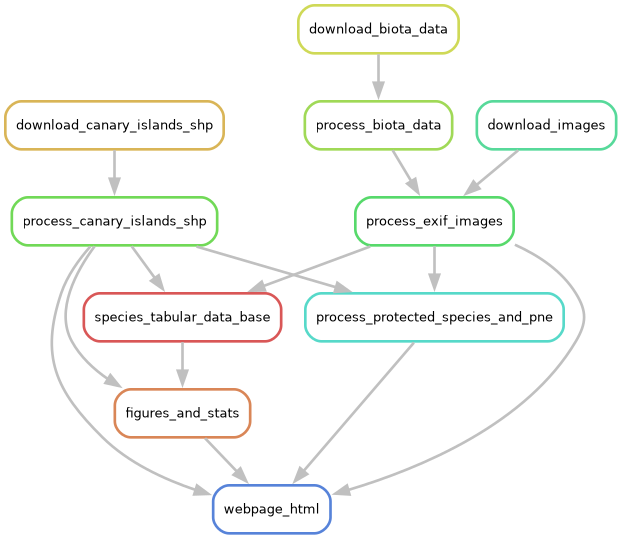 download_biota_data
download_canary_islands_shp
process_biota_data
download_images
process_canary_islands_shp
process_exif_images
species_tabular_data_base
process_protected_species_and_pne
figures_and_stats
webpage_html